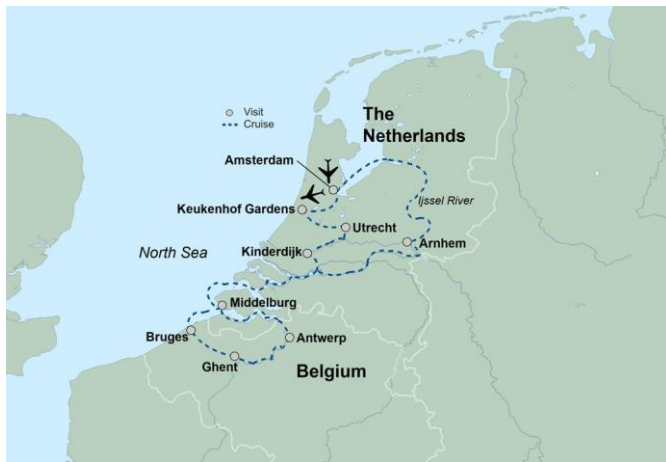 Visit
Cruise
The
Netherlands
Amsterdam
Keukenhof Gardens
Ijssel River
Utrecht
Arnhem
North Sea
Kinderdijk
Middelburg
Bruges
Antwerp
Ghent
Belgium